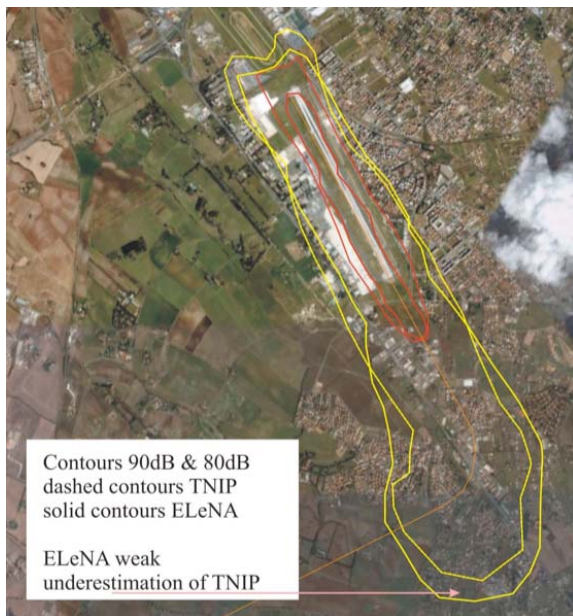 Contours 90dB & 80dB
dashed contours TNIP
solid contours ELeNA
ELeNA weak
underestimation of TNIP